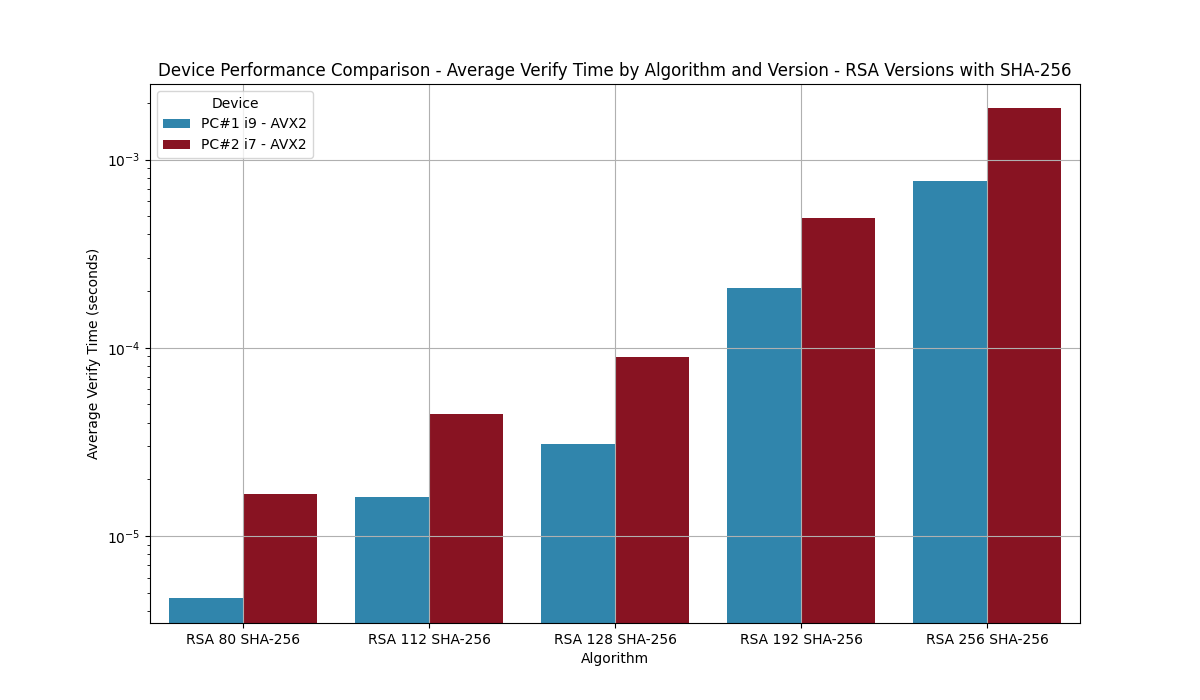 Device Performance Comparison - Average Verify Time by Algorithm and Version - RSA Versions with SHA-256
Device
PC#1 i9 - AVX2
PC#2 i7 - AVX2
Average Verify Time (seconds)
10⁻³
10⁻⁴
10⁻⁵
RSA 80 SHA-256 RSA 112 SHA-256 RSA 128 SHA-256 RSA 192 SHA-256 RSA 256 SHA-256
Algorithm